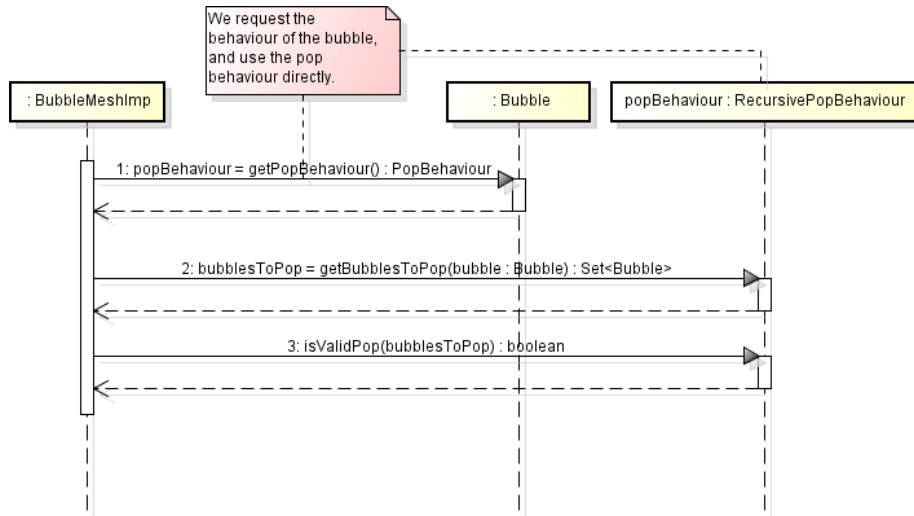 We request the
behaviour of the bubble,
and use the pop
behaviour directly.
: BubbleMeshImp
: Bubble
popBehaviour : RecursivePopBehaviour
1: popBehaviour = getPopBehaviour() : PopBehaviour
2: bubblesToPop = getBubblesToPop(bubble : Bubble) : Set<Bubble>
3: isValidPop(bubblesToPop) : boolean